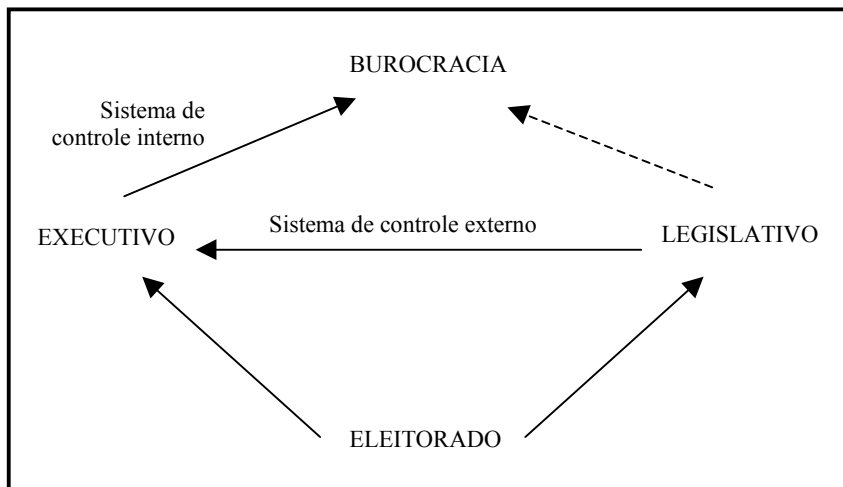 BUROCRACIA
Sistema de
controle interno
Sistema de controle externo
EXECUTIVO
LEGISLATIVO
ELEITORADO